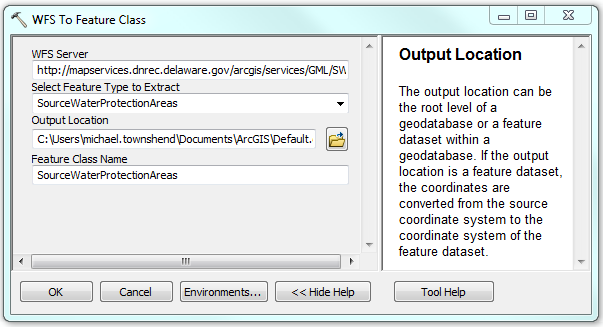 WFS To Feature Class
WFS Server
http://mapservices.dnrec.delaware.gov/arcgis/services/GML/SW
Select Feature Type to Extract
SourceWaterProtectionAreas
Output Location
C:\Users\michael.townshend\Documents\ArcGIS\Default.
Feature Class Name
SourceWaterProtectionAreas
OK
Cancel
Environments...
<< Hide Help
Output Location
The output location can be
the root level of a
geodatabase or a feature
dataset within a
geodatabase. If the output
location is a feature dataset,
the coordinates are
converted from the source
coordinate system to the
coordinate system of the
feature dataset.
Tool Help